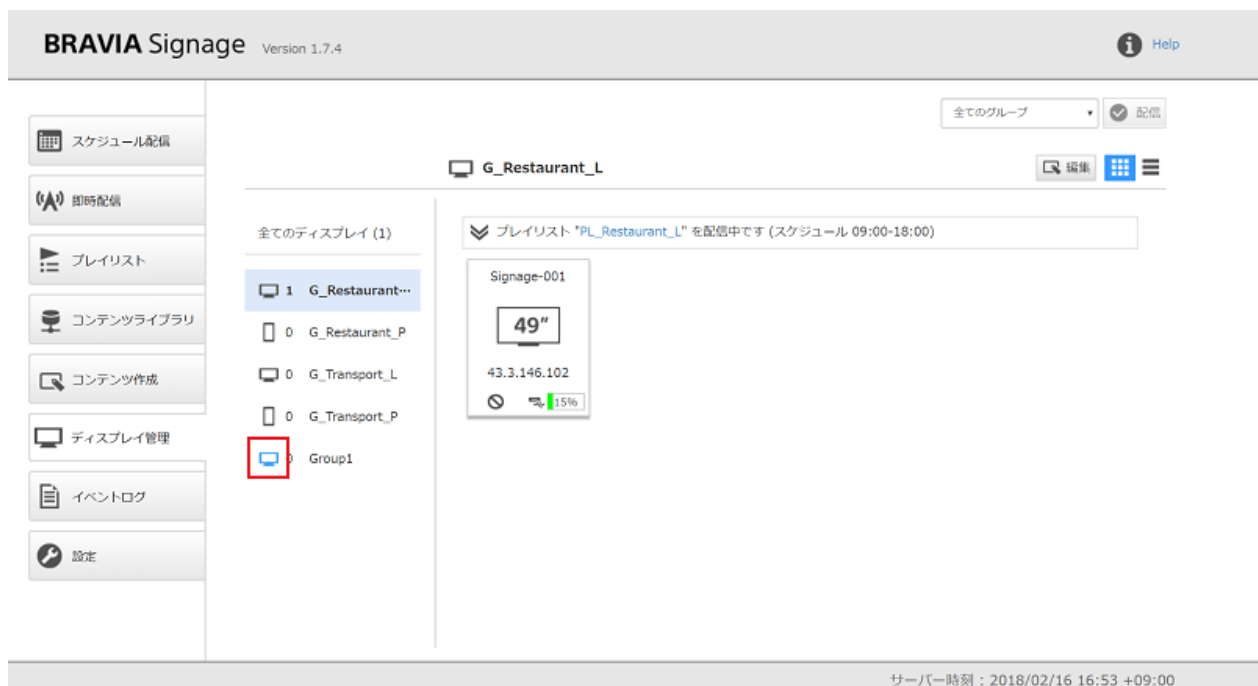 BRAVIA Signage Version 1.7.4
Help
全てのグループ
配信
スケジュール配信
即時配信
プレイリスト
コンテンツライブラリ
コンテンツ作成
ディスプレイ管理
イベントログ
設定
G_Restaurant_L
編集
全てのディスプレイ (1)
1 G_Restaurant…
0 G_Restaurant_P
0 G_Transport_L
0 G_Transport_P
0 Group1
プレイリスト "PL_Restaurant_L" を配信中です (スケジュール 09:00-18:00)
Signage-001
49"
43.3.146.102
15%
サーバー時刻 : 2018/02/16 16:53 +09:00